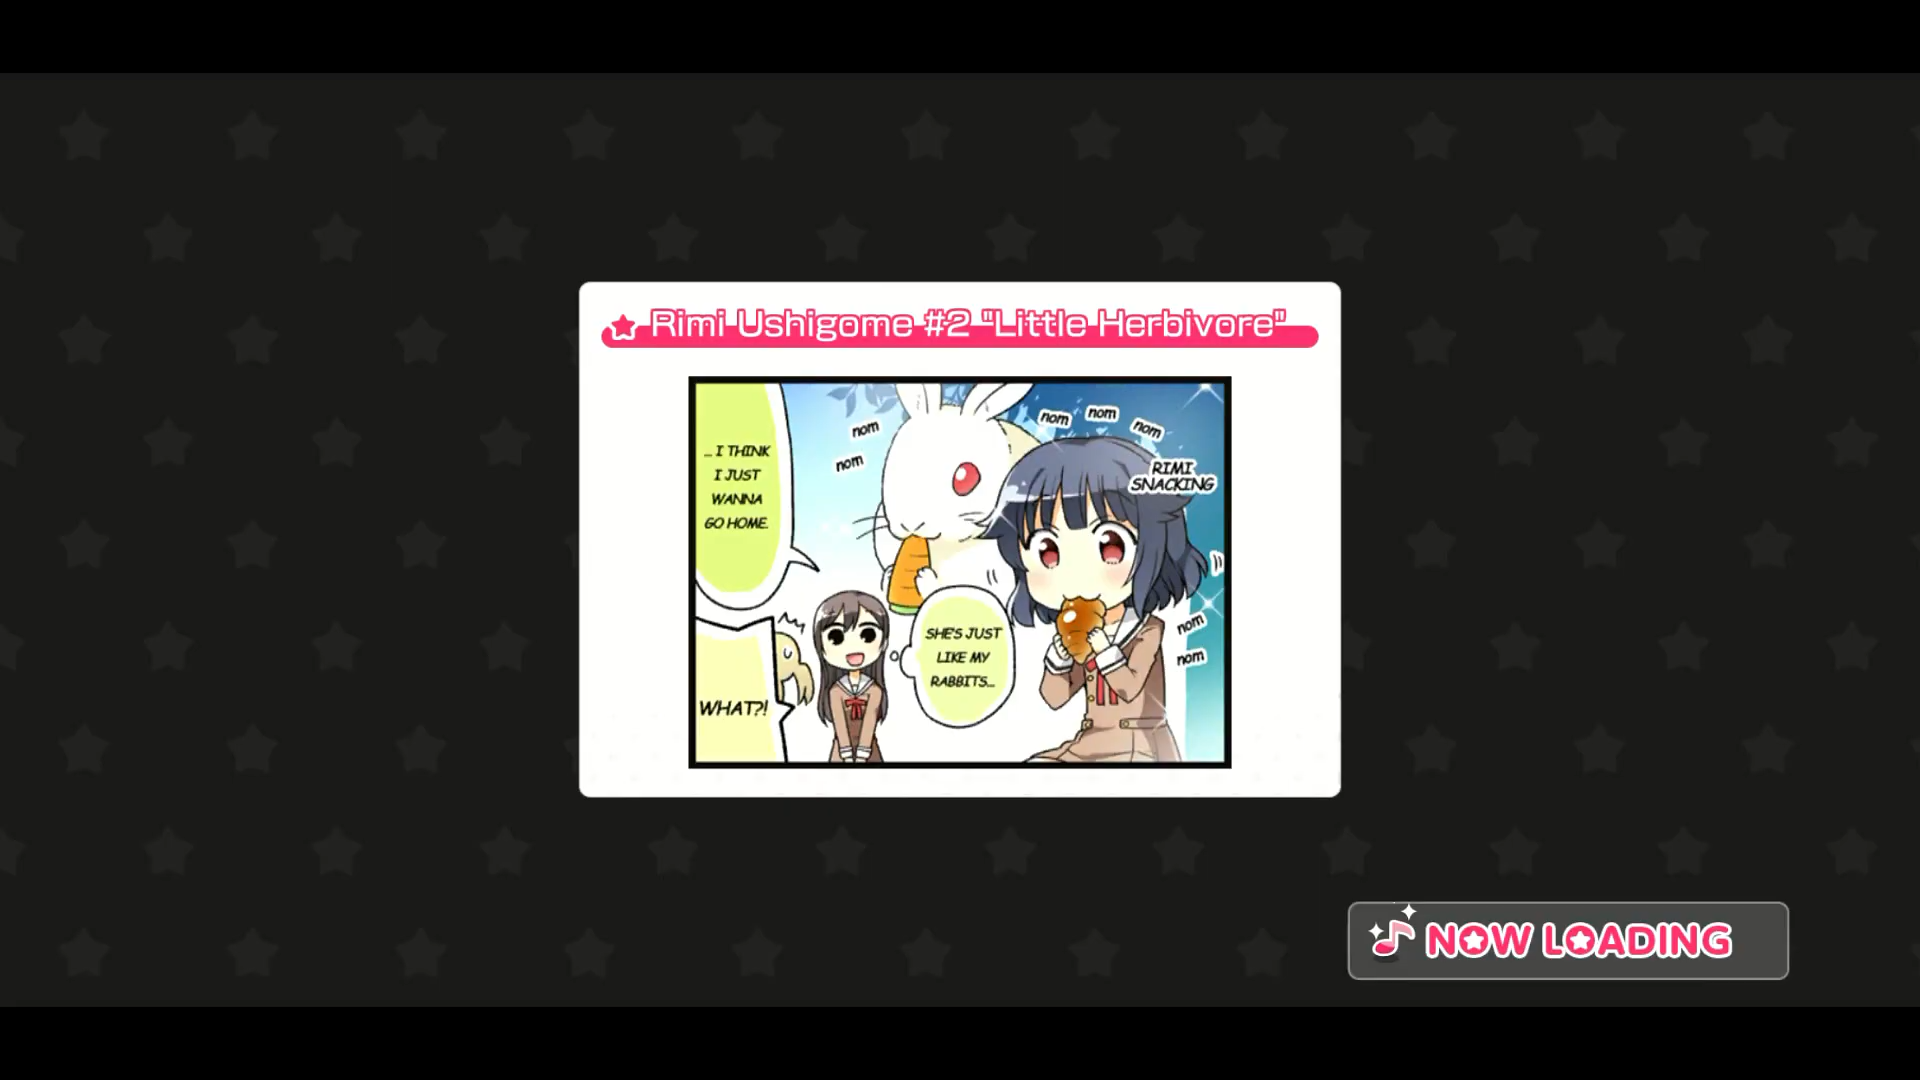 Rimi Ushigome #2 "Little Herbivore"
... I THINK
I JUST
WANNA
GO HOME.
nom
nom
nom
nom
nom
RIMI
SNACKING
SHE'S JUST
LIKE MY
RABBITS...
nom
nom
WHAT?!
NOW LOADING